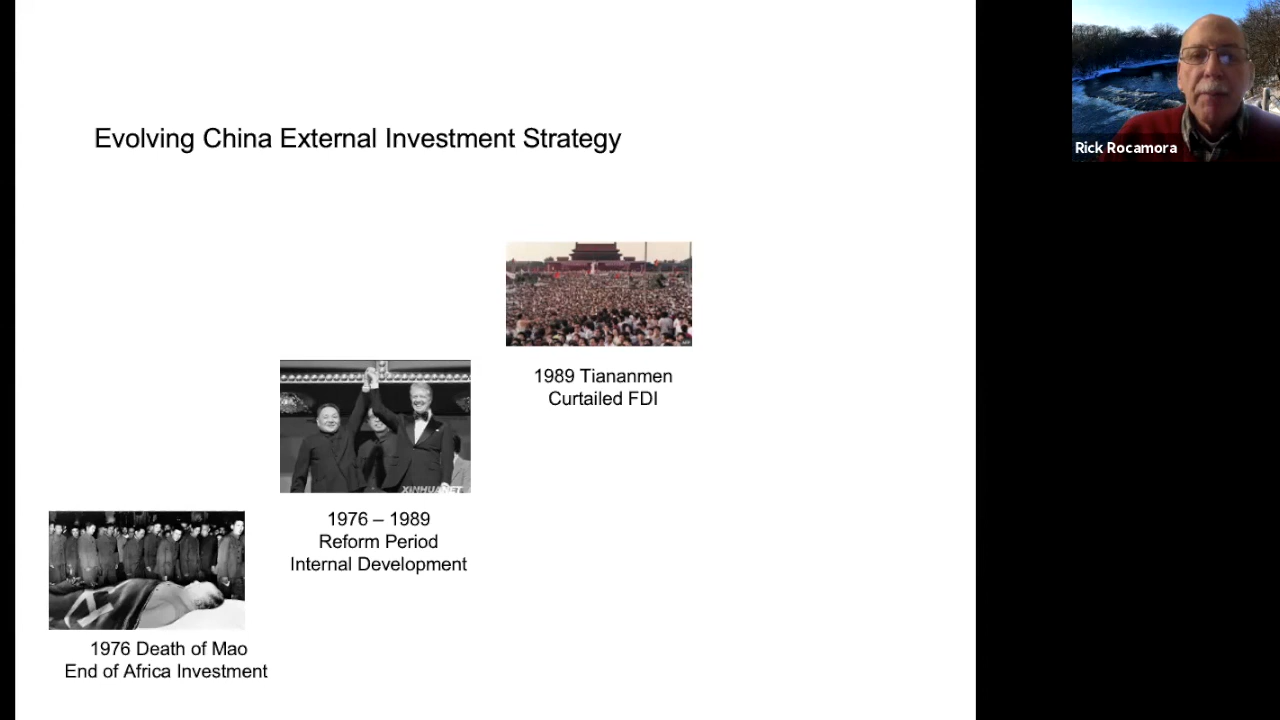 Evolving China External Investment Strategy
Rick Rocamora
1989 Tiananmen
Curtailed FDI
XINHUANET
1976 – 1989
Reform Period
Internal Development
1976 Death of Mao
End of Africa Investment